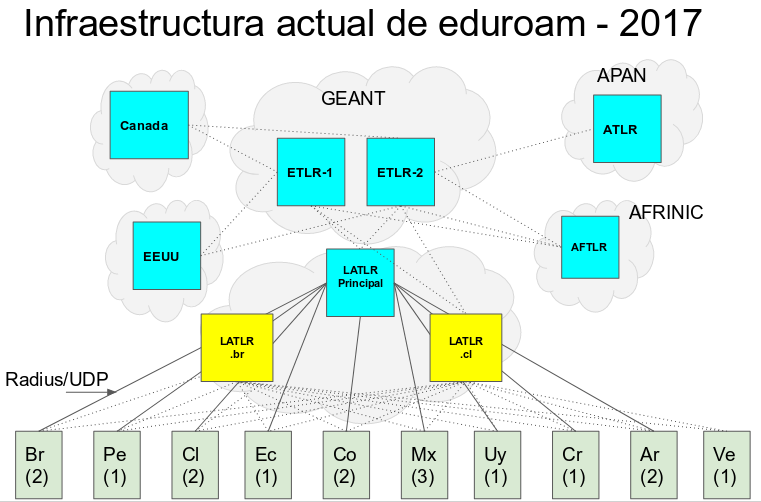 Infraestructura actual de eduroam - 2017
GEANT
APAN
Canada
ATLR
ETLR-1
ETLR-2
AFRINIC
EEUU
AFTLR
LATLR
Principal
LATLR
.br
LATLR
.cl
Radius/UDP
Br
(2)
Pe
(1)
Cl
(2)
Ec
(1)
Co
(2)
Mx
(3)
Uy
(1)
Cr
(1)
Ar
(2)
Ve
(1)